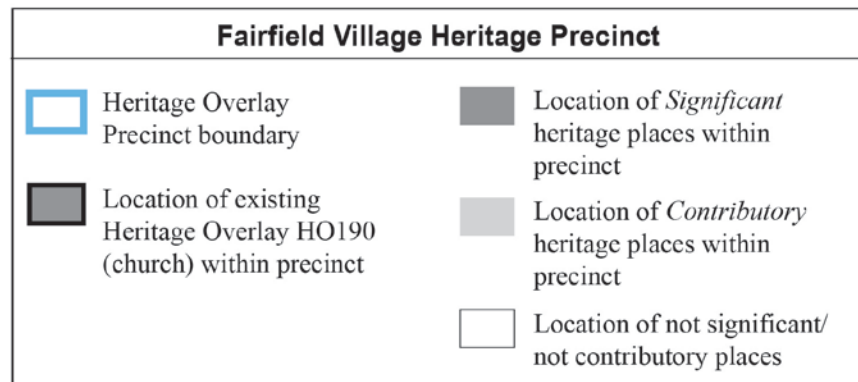 Fairfield Village Heritage Precinct
Heritage Overlay
Precinct boundary
Location of existing
Heritage Overlay HO190
(church) within precinct
Location of Significant
heritage places within
precinct
Location of Contributory
heritage places within
precinct
Location of not significant/
not contributory places